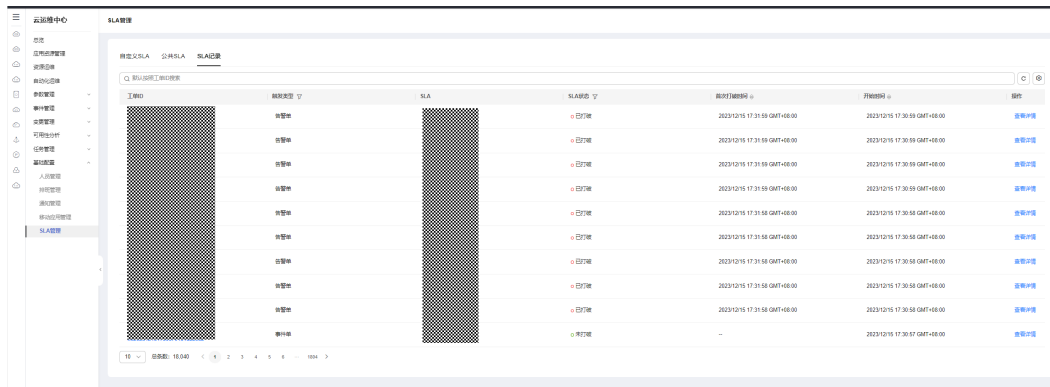 云运维中心
SLA管理
总览
应用资源管理
资源运维
自动化运维
参数管理
事件管理
变更管理
可用性分析
任务管理
基础配置
人员管理
排班管理
通知管理
移动应用管理
SLA管理
自定义SLA 公共SLA SLA记录
默认按照工单ID搜索
工单ID 触发类型 SLA SLA状态 首次打破时间 开始时间 操作
告警单 已打破 2023/12/15 17:31:59 GMT+08:00 2023/12/15 17:30:59 GMT+08:00 查看详情
告警单 已打破 2023/12/15 17:31:59 GMT+08:00 2023/12/15 17:30:59 GMT+08:00 查看详情
告警单 已打破 2023/12/15 17:31:59 GMT+08:00 2023/12/15 17:30:59 GMT+08:00 查看详情
告警单 已打破 2023/12/15 17:31:59 GMT+08:00 2023/12/15 17:30:59 GMT+08:00 查看详情
告警单 已打破 2023/12/15 17:31:58 GMT+08:00 2023/12/15 17:30:58 GMT+08:00 查看详情
告警单 已打破 2023/12/15 17:31:58 GMT+08:00 2023/12/15 17:30:58 GMT+08:00 查看详情
告警单 已打破 2023/12/15 17:31:58 GMT+08:00 2023/12/15 17:30:58 GMT+08:00 查看详情
告警单 已打破 2023/12/15 17:31:58 GMT+08:00 2023/12/15 17:30:58 GMT+08:00 查看详情
告警单 已打破 2023/12/15 17:31:58 GMT+08:00 2023/12/15 17:30:58 GMT+08:00 查看详情
事件单 未打破 -- 2023/12/15 17:30:57 GMT+08:00 查看详情
10 总条数: 18,040 < 1 2 3 4 5 6 ··· 1804 >